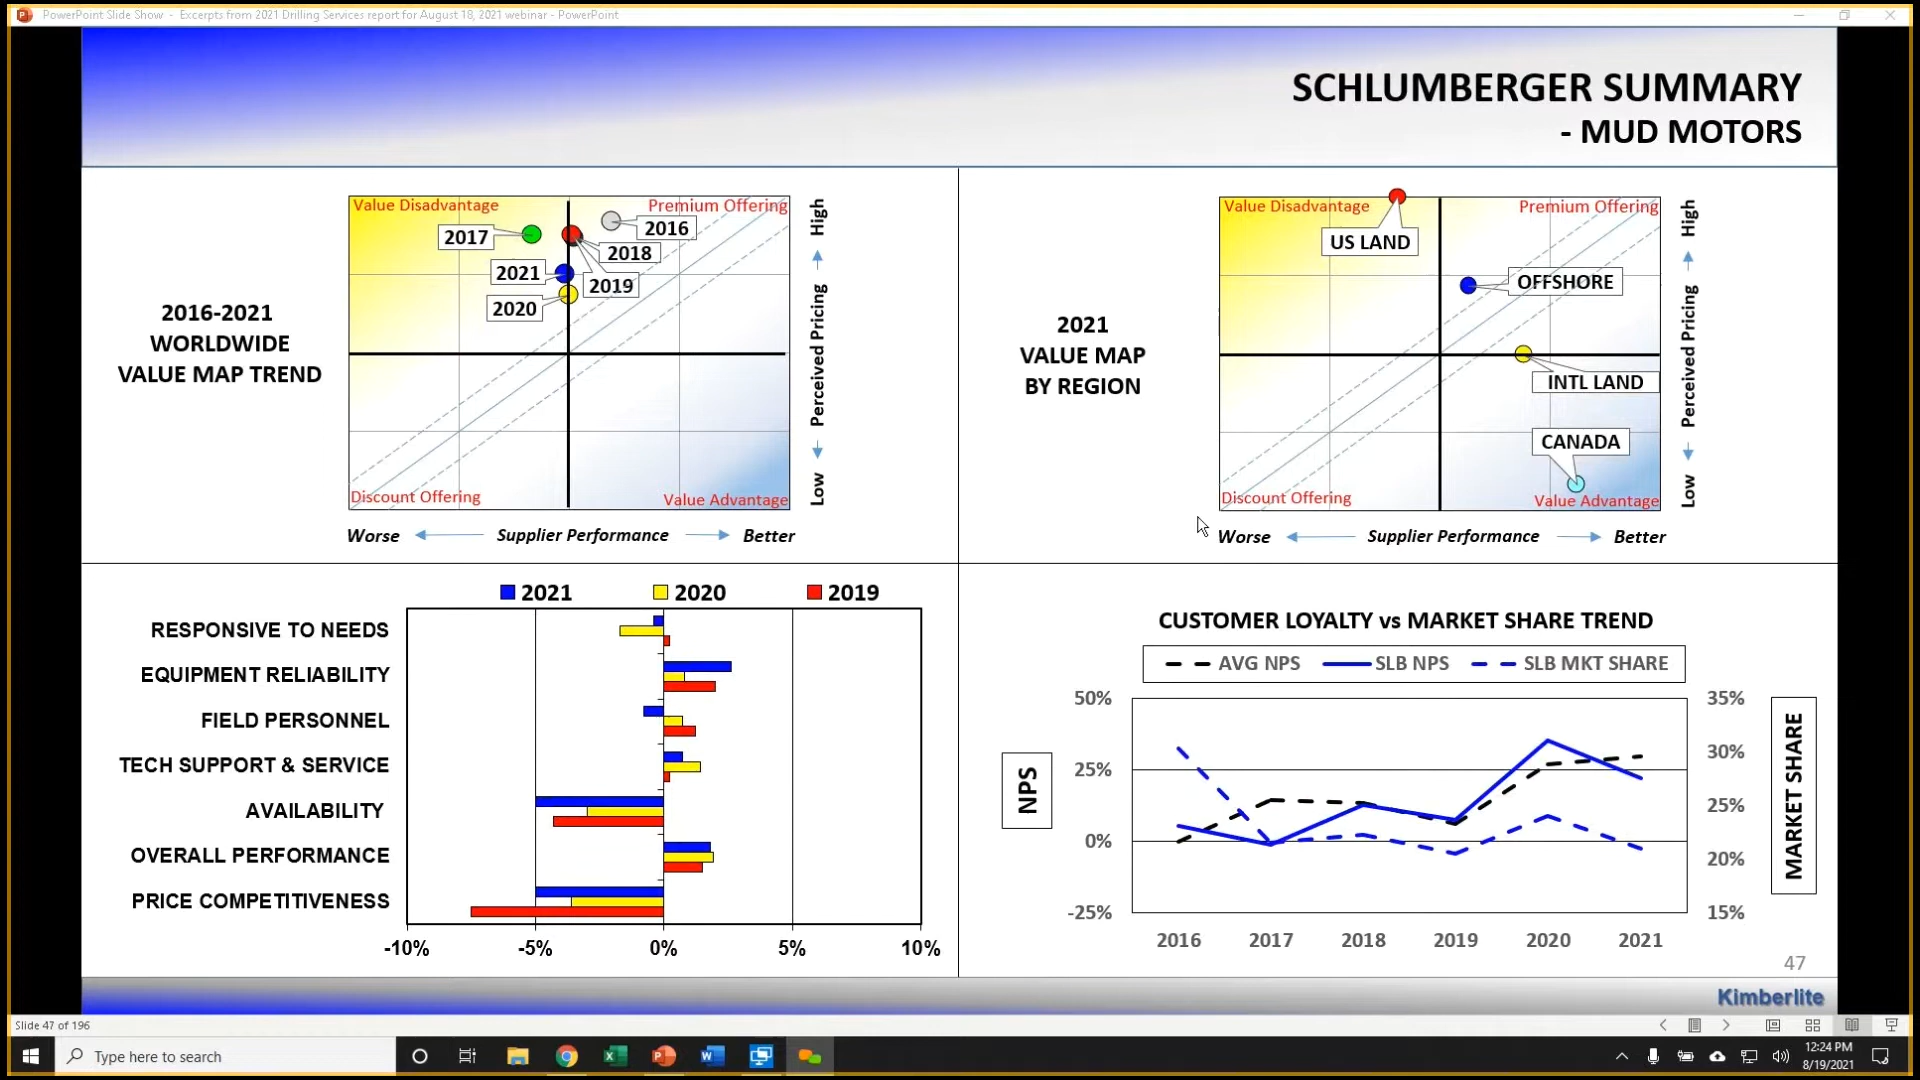 PowerPoint Slide Show - Excerpts from 2021 Drilling Services report for August 18, 2021 webinar - PowerPoint
SCHLUMBERGER SUMMARY
- MUD MOTORS
2016-2021
WORLDWIDE
VALUE MAP TREND
Value Disadvantage
Premium Offering
2016
2017
2018
2021
2019
2020
Discount Offering
Value Advantage
Low
Perceived Pricing
High
Worse
Supplier Performance
Better
2021
VALUE MAP
BY REGION
Value Disadvantage
Premium Offering
US LAND
OFFSHORE
INTL LAND
CANADA
Discount Offering
Value Advantage
Low
Perceived Pricing
High
Worse
Supplier Performance
Better
2021
2020
2019
RESPONSIVE TO NEEDS
EQUIPMENT RELIABILITY
FIELD PERSONNEL
TECH SUPPORT & SERVICE
AVAILABILITY
OVERALL PERFORMANCE
PRICE COMPETITIVENESS
-10% -5% 0% 5% 10%
CUSTOMER LOYALTY vs MARKET SHARE TREND
AVG NPS SLB NPS SLB MKT SHARE
NPS
50%
25%
0%
-25%
35%
30%
25%
20%
15%
MARKET SHARE
2016 2017 2018 2019 2020 2021
47
Kimberlite
Slide 47 of 196
Type here to search
12:24 PM
8/19/2021